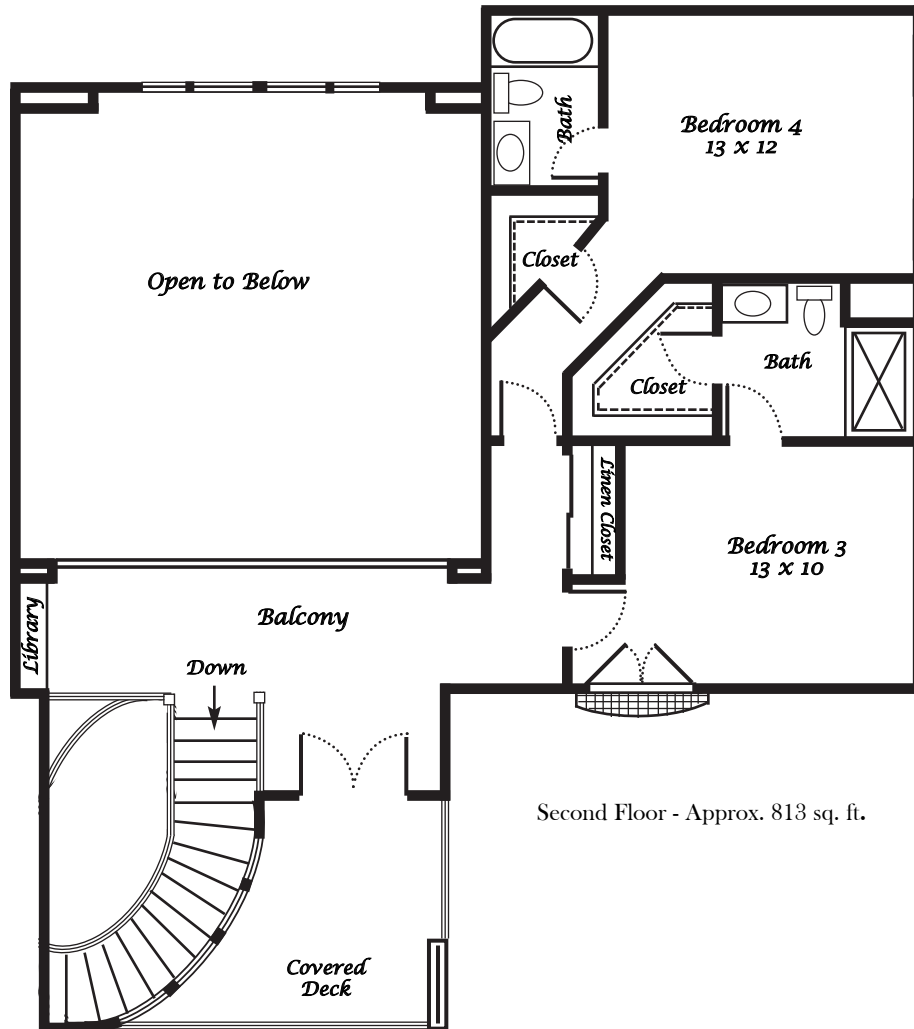 Bath
Bedroom 4
13 x 12
Closet
Open to Below
Bath
Closet
Linen Closet
Bedroom 3
13 x 10
Library
Balcony
Down
Second Floor - Approx. 813 sq. ft.
Covered
Deck